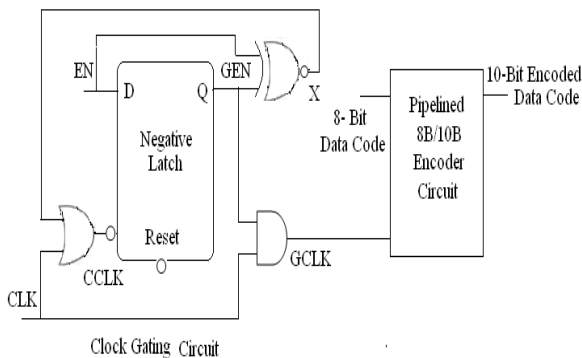 EN
GEN
D
Q
X
Negative
Latch
Reset
CCLK
CLK
GCLK
8- Bit
Data Code
Pipelined
8B/10B
Encoder
Circuit
10-Bit Encoded
Data Code
Clock Gating Circuit